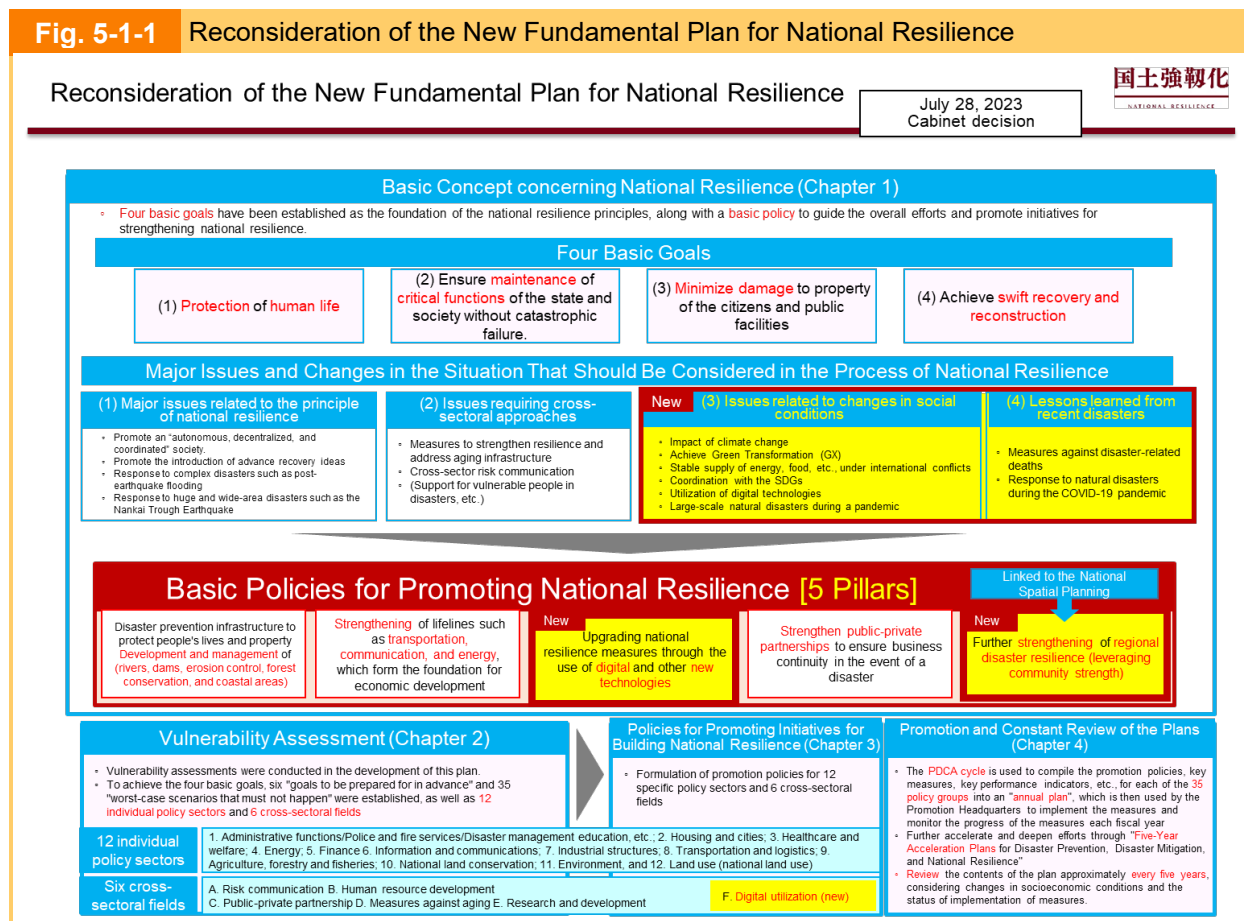 Fig. 5-1-1
Reconsideration of the New Fundamental Plan for National Resilience
Reconsideration of the New Fundamental Plan for National Resilience
July 28, 2023
Cabinet decision
国土強靱化
NATIONAL RESILIENCE
Basic Concept concerning National Resilience (Chapter 1)
◦ Four basic goals have been established as the foundation of the national resilience principles, along with a basic policy to guide the overall efforts and promote initiatives for
strengthening national resilience.
Four Basic Goals
(1) Protection of human life
(2) Ensure maintenance of
critical functions of the state and
society without catastrophic
failure.
(3) Minimize damage to property
of the citizens and public
facilities
(4) Achieve swift recovery and
reconstruction
Major Issues and Changes in the Situation That Should Be Considered in the Process of National Resilience
(1) Major issues related to the principle
of national resilience
◦ Promote an "autonomous, decentralized, and
coordinated" society.
◦ Promote the introduction of advance recovery ideas
◦ Response to complex disasters such as post-
earthquake flooding
◦ Response to huge and wide-area disasters such as the
Nankai Trough Earthquake
(2) Issues requiring cross-
sectoral approaches
◦ Measures to strengthen resilience and
address aging infrastructure
◦ Cross-sector risk communication
◦ (Support for vulnerable people in
disasters, etc.)
New
(3) Issues related to changes in social
conditions
◦ Impact of climate change
◦ Achieve Green Transformation (GX)
◦ Stable supply of energy, food, etc., under international conflicts
◦ Coordination with the SDGs
◦ Utilization of digital technologies
◦ Large-scale natural disasters during a pandemic
(4) Lessons learned from
recent disasters
◦ Measures against disaster-related
deaths
◦ Response to natural disasters
during the COVID-19 pandemic
Basic Policies for Promoting National Resilience [5 Pillars]
Linked to the National
Spatial Planning
Disaster prevention infrastructure to
protect people's lives and property
Development and management of
(rivers, dams, erosion control, forest
conservation, and coastal areas)
Strengthening of lifelines such
as transportation,
communication, and energy,
which form the foundation for
economic development
New
Upgrading national
resilience measures through the
use of digital and other new
technologies
Strengthen public-private
partnerships to ensure business
continuity in the event of a
disaster
New
Further strengthening of regional
disaster resilience (leveraging
community strength)
Vulnerability Assessment (Chapter 2)
◦ Vulnerability assessments were conducted in the development of this plan.
◦ To achieve the four basic goals, six "goals to be prepared for in advance" and 35
"worst-case scenarios that must not happen" were established, as well as 12
individual policy sectors and 6 cross-sectoral fields
Policies for Promoting Initiatives for
Building National Resilience (Chapter 3)
◦ Formulation of promotion policies for 12
specific policy sectors and 6 cross-sectoral
fields
Promotion and Constant Review of the Plans
(Chapter 4)
◦ The PDCA cycle is used to compile the promotion policies, key
measures, key performance indicators, etc., for each of the 35
policy groups into an "annual plan", which is then used by the
Promotion Headquarters to implement the measures and
monitor the progress of the measures each fiscal year
◦ Further accelerate and deepen efforts through "Five-Year
Acceleration Plans for Disaster Prevention, Disaster Mitigation,
and National Resilience"
◦ Review the contents of the plan approximately every five years,
considering changes in socioeconomic conditions and the
status of implementation of measures.
12 individual
policy sectors
1. Administrative functions/Police and fire services/Disaster management education, etc.; 2. Housing and cities; 3. Healthcare and
welfare; 4. Energy; 5. Finance 6. Information and communications; 7. Industrial structures; 8. Transportation and logistics; 9.
Agriculture, forestry and fisheries; 10. National land conservation; 11. Environment, and 12. Land use (national land use)
Six cross-
sectoral fields
A. Risk communication B. Human resource development
C. Public-private partnership D. Measures against aging E. Research and development
F. Digital utilization (new)